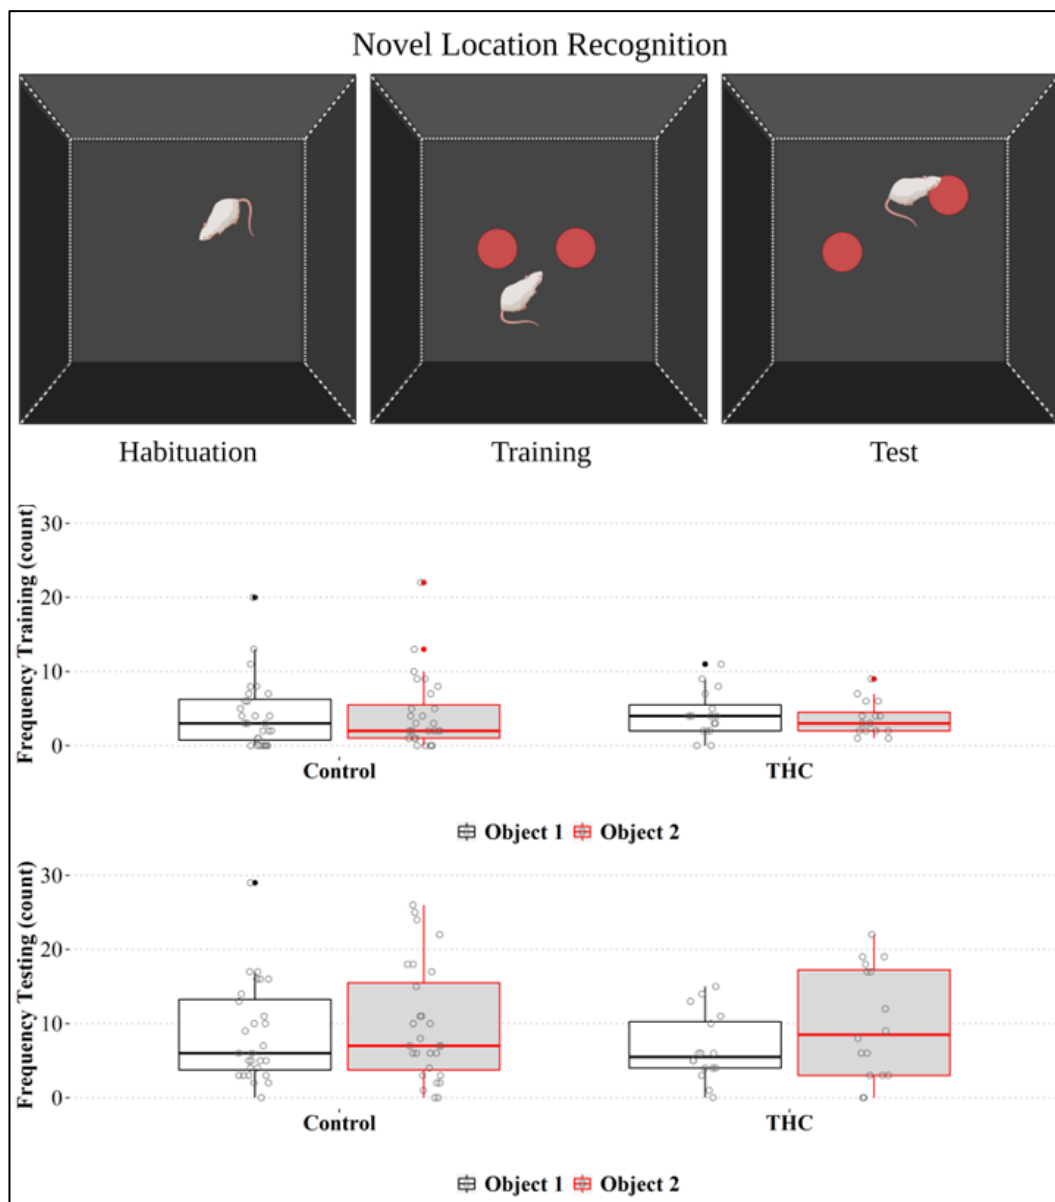 Novel Location Recognition
Habituation
Training
Test
Frequency Training (count)
30
20
10
0
Control
THC
Object 1 Object 2
Frequency Testing (count)
30
20
10
0
Control
THC
Object 1 Object 2